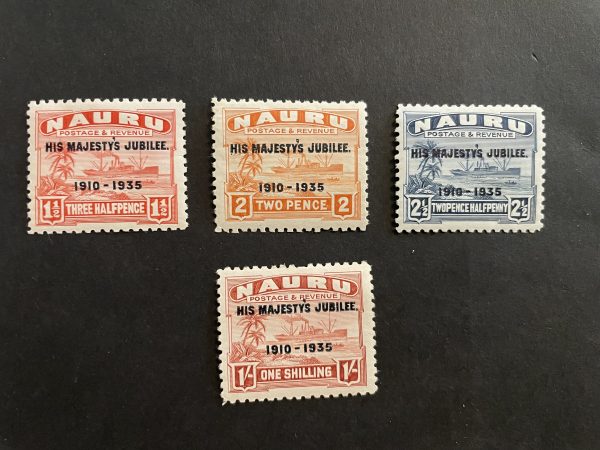 NAURU
POSTAGE & REVENUE
HIS MAJESTY'S JUBILEE.
1910 - 1935
1½ THREE HALFPENCE 1½
NAURU
POSTAGE & REVENUE
HIS MAJESTY'S JUBILEE.
1910 - 1935
2 TWO PENCE 2
NAURU
POSTAGE & REVENUE
HIS MAJESTY'S JUBILEE.
1910 - 1935
2½ TWOPENCE HALFPENNY 2½
NAURU
POSTAGE & REVENUE
HIS MAJESTY'S JUBILEE.
1910 - 1935
1/- ONE SHILLING 1/-